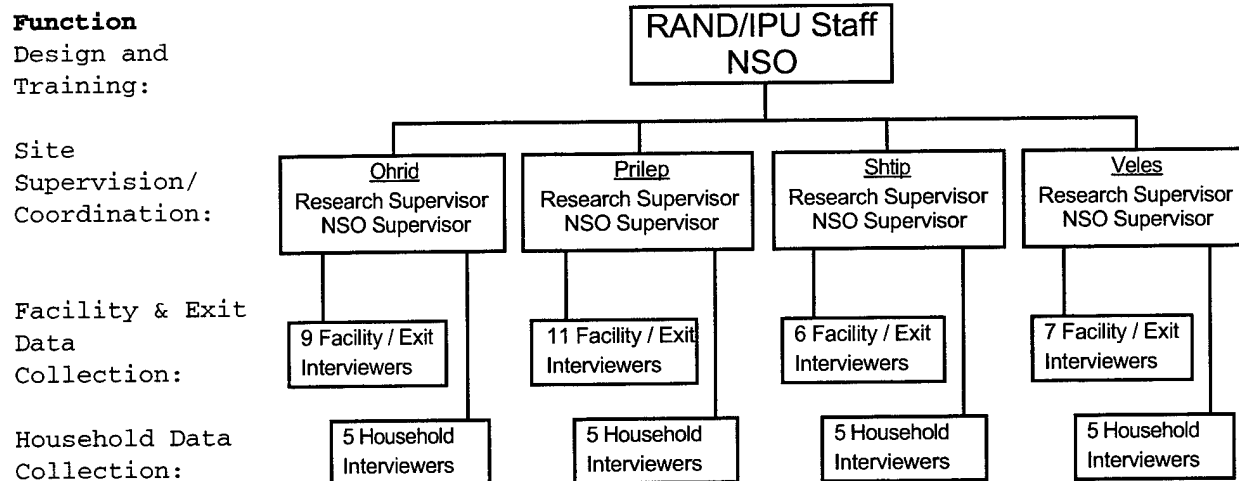 Function
Design and
Training:
RAND/IPU Staff
NSO
Site
Supervision/
Coordination:
Ohrid
Research Supervisor
NSO Supervisor
Prilep
Research Supervisor
NSO Supervisor
Shtip
Research Supervisor
NSO Supervisor
Veles
Research Supervisor
NSO Supervisor
Facility & Exit
Data
Collection:
9 Facility / Exit
Interviewers
11 Facility / Exit
Interviewers
6 Facility / Exit
Interviewers
7 Facility / Exit
Interviewers
Household Data
Collection:
5 Household
Interviewers
5 Household
Interviewers
5 Household
Interviewers
5 Household
Interviewers